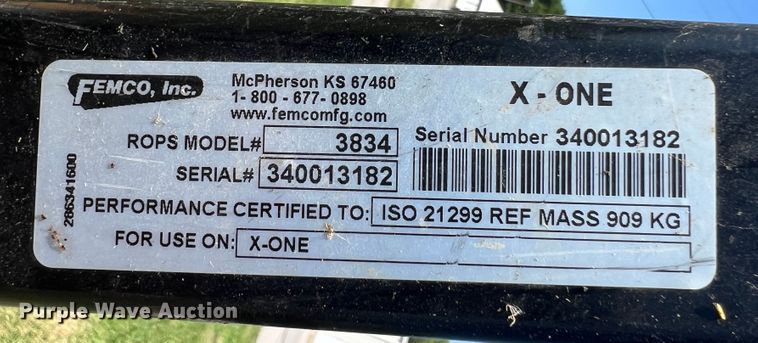 FEMCO, Inc.
McPherson KS 67460
1- 800 - 677- 0898
www.femcomfg.com
X - ONE
ROPS MODEL# 3834
Serial Number 340013182
SERIAL# 340013182
PERFORMANCE CERTIFIED TO: ISO 21299 REF MASS 909 KG
FOR USE ON: X-ONE
286341600
Purple Wave Auction